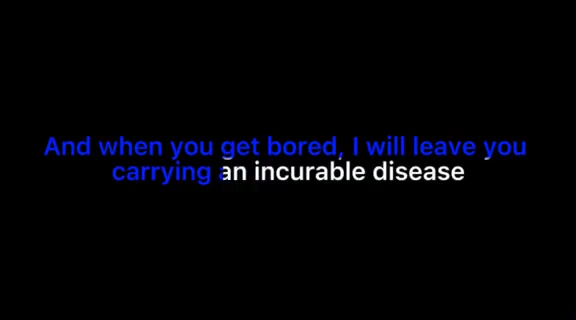 And when you get bored, I will leave you
carrying an incurable disease